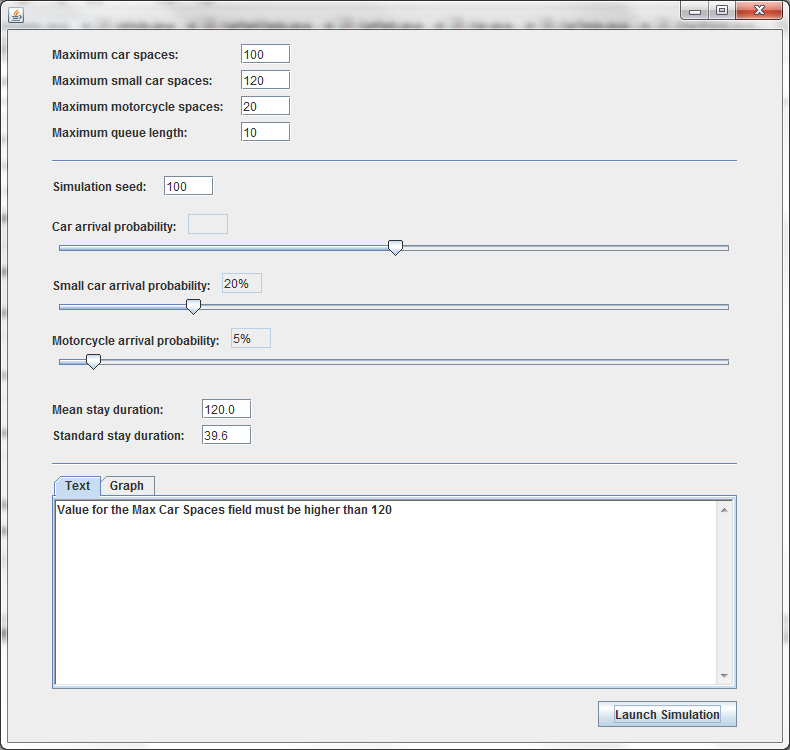 Maximum car spaces: 100
Maximum small car spaces: 120
Maximum motorcycle spaces: 20
Maximum queue length: 10
Simulation seed: 100
Car arrival probability:
Small car arrival probability: 20%
Motorcycle arrival probability: 5%
Mean stay duration: 120.0
Standard stay duration: 39.6
Text Graph
Value for the Max Car Spaces field must be higher than 120
Launch Simulation